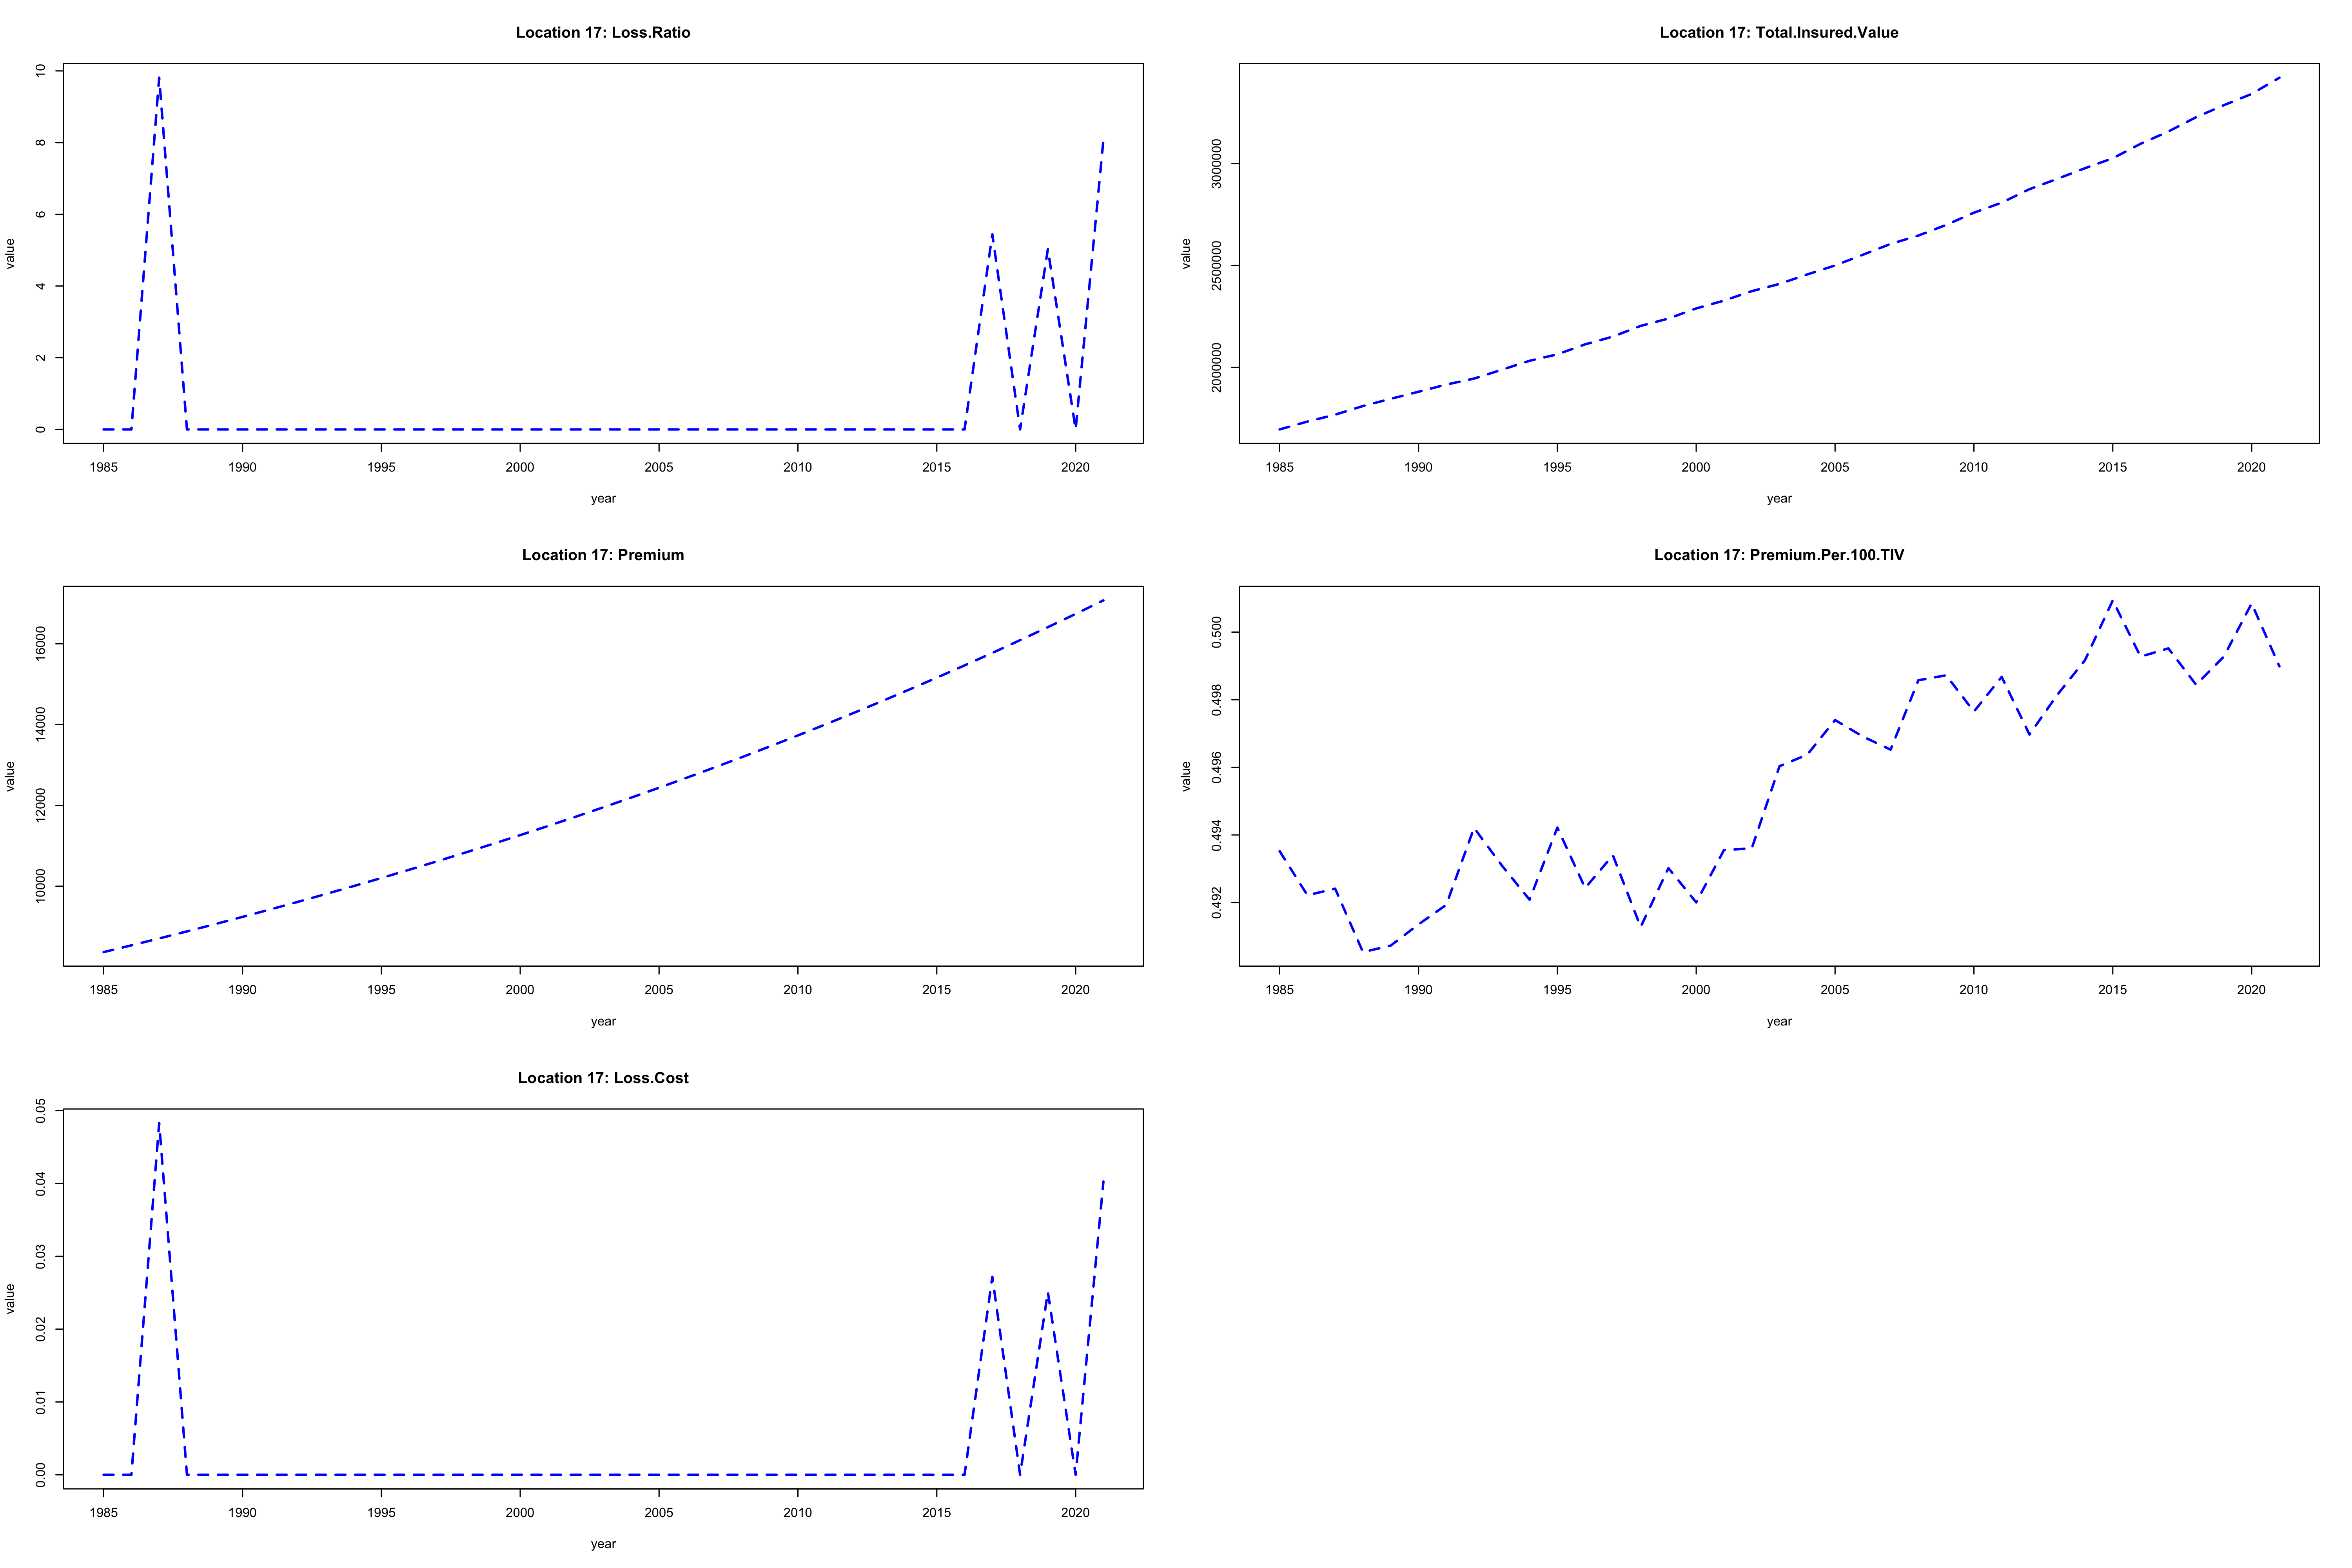 Location 17: Loss.Ratio
value
10
8
6
4
2
0
1985 1990 1995 2000 2005 2010 2015 2020
year
Location 17: Total.Insured.Value
value
3000000
2500000
2000000
1985 1990 1995 2000 2005 2010 2015 2020
year
Location 17: Premium
value
16000
14000
12000
10000
1985 1990 1995 2000 2005 2010 2015 2020
year
Location 17: Premium.Per.100.TIV
value
0.500
0.498
0.496
0.494
0.492
1985 1990 1995 2000 2005 2010 2015 2020
year
Location 17: Loss.Cost
value
0.05
0.04
0.03
0.02
0.01
0.00
1985 1990 1995 2000 2005 2010 2015 2020
year